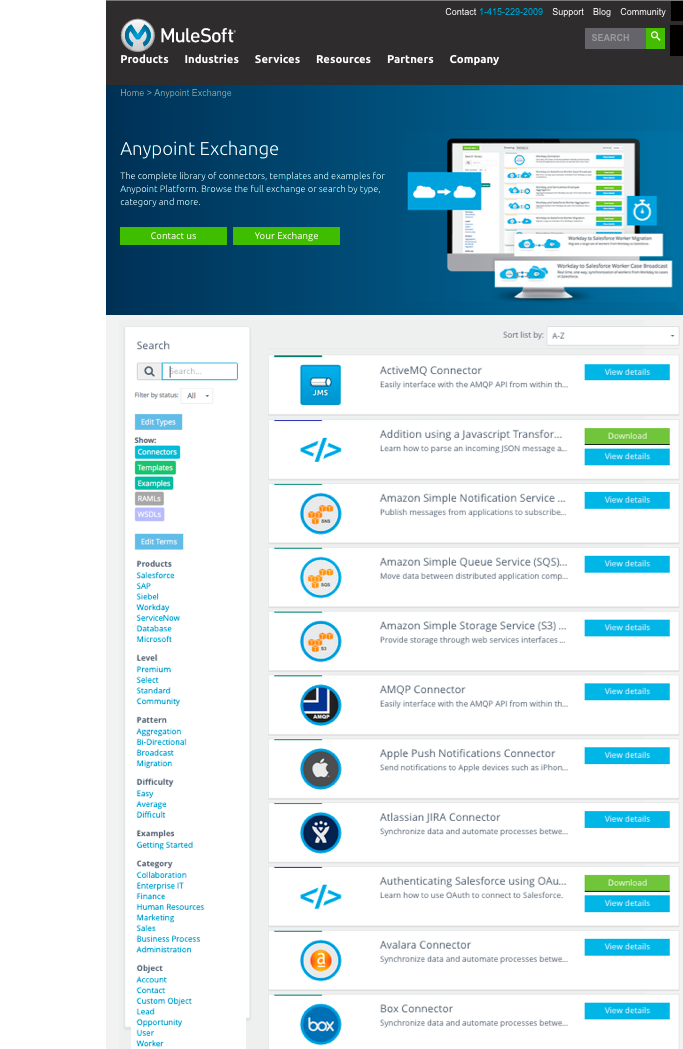 Contact 1-415-229-2009 Support Blog Community
MuleSoft
SEARCH
Products Industries Services Resources Partners Company
Home > Anypoint Exchange
Anypoint Exchange
The complete library of connectors, templates and examples for
Anypoint Platform. Browse the full exchange or search by type,
category and more.
Contact us Your Exchange
Workday to Salesforce Worker Migration
Workday to Salesforce Worker Case Broadcast
Search
Search...
Filter by status: All
Edit Types
Show:
Connectors
Templates
Examples
RAMLs
WSDLs
Edit Terms
Products
Salesforce
SAP
Siebel
Workday
ServiceNow
Database
Microsoft
Level
Premium
Select
Standard
Community
Pattern
Aggregation
Bi-Directional
Broadcast
Migration
Difficulty
Easy
Average
Difficult
Examples
Getting Started
Category
Collaboration
Enterprise IT
Finance
Human Resources
Marketing
Sales
Business Process
Administration
Object
Account
Contact
Custom Object
Lead
Opportunity
User
Worker
Sort list by: A-Z
JMS
ActiveMQ Connector
Easily interface with the AMQP API from within th...
View details
</>
Addition using a Javascript Transfor...
Learn how to parse an incoming JSON message a...
Download
View details
SNS
Amazon Simple Notification Service ...
Publish messages from applications to subscribe...
View details
SQS
Amazon Simple Queue Service (SQS)...
Move data between distributed application comp...
View details
S3
Amazon Simple Storage Service (S3) ...
Provide storage through web services interfaces ...
View details
AMQP
AMQP Connector
Easily interface with the AMQP API from within th...
View details
Apple Push Notifications Connector
Send notifications to Apple devices such as iPhon...
View details
Atlassian JIRA Connector
Synchronize data and automate processes betwe...
View details
</>
Authenticating Salesforce using OAu...
Learn how to use OAuth to connect to Salesforce.
Download
View details
a
Avalara Connector
Synchronize data and automate processes betwe...
View details
box
Box Connector
Synchronize data and automate processes betwe...
View details